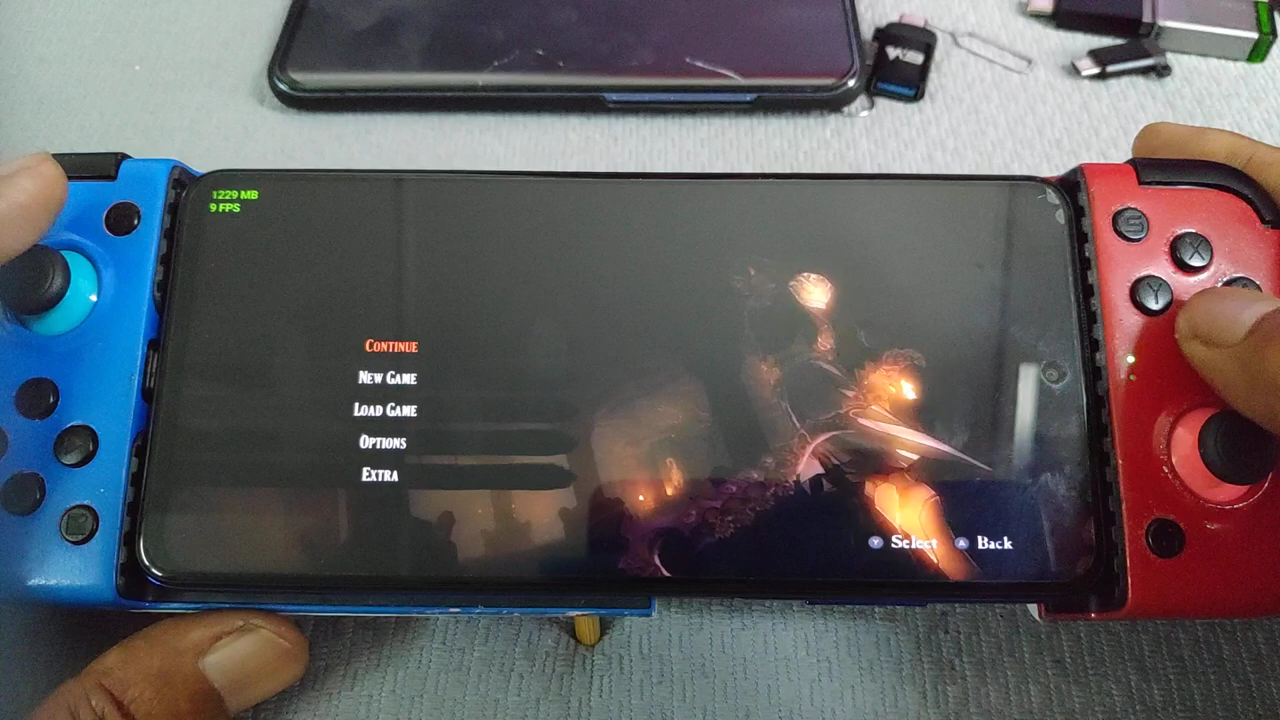 1229 MB
9 FPS
CONTINUE
NEW GAME
LOAD GAME
OPTIONS
EXTRA
Y Select A Back
X
Y